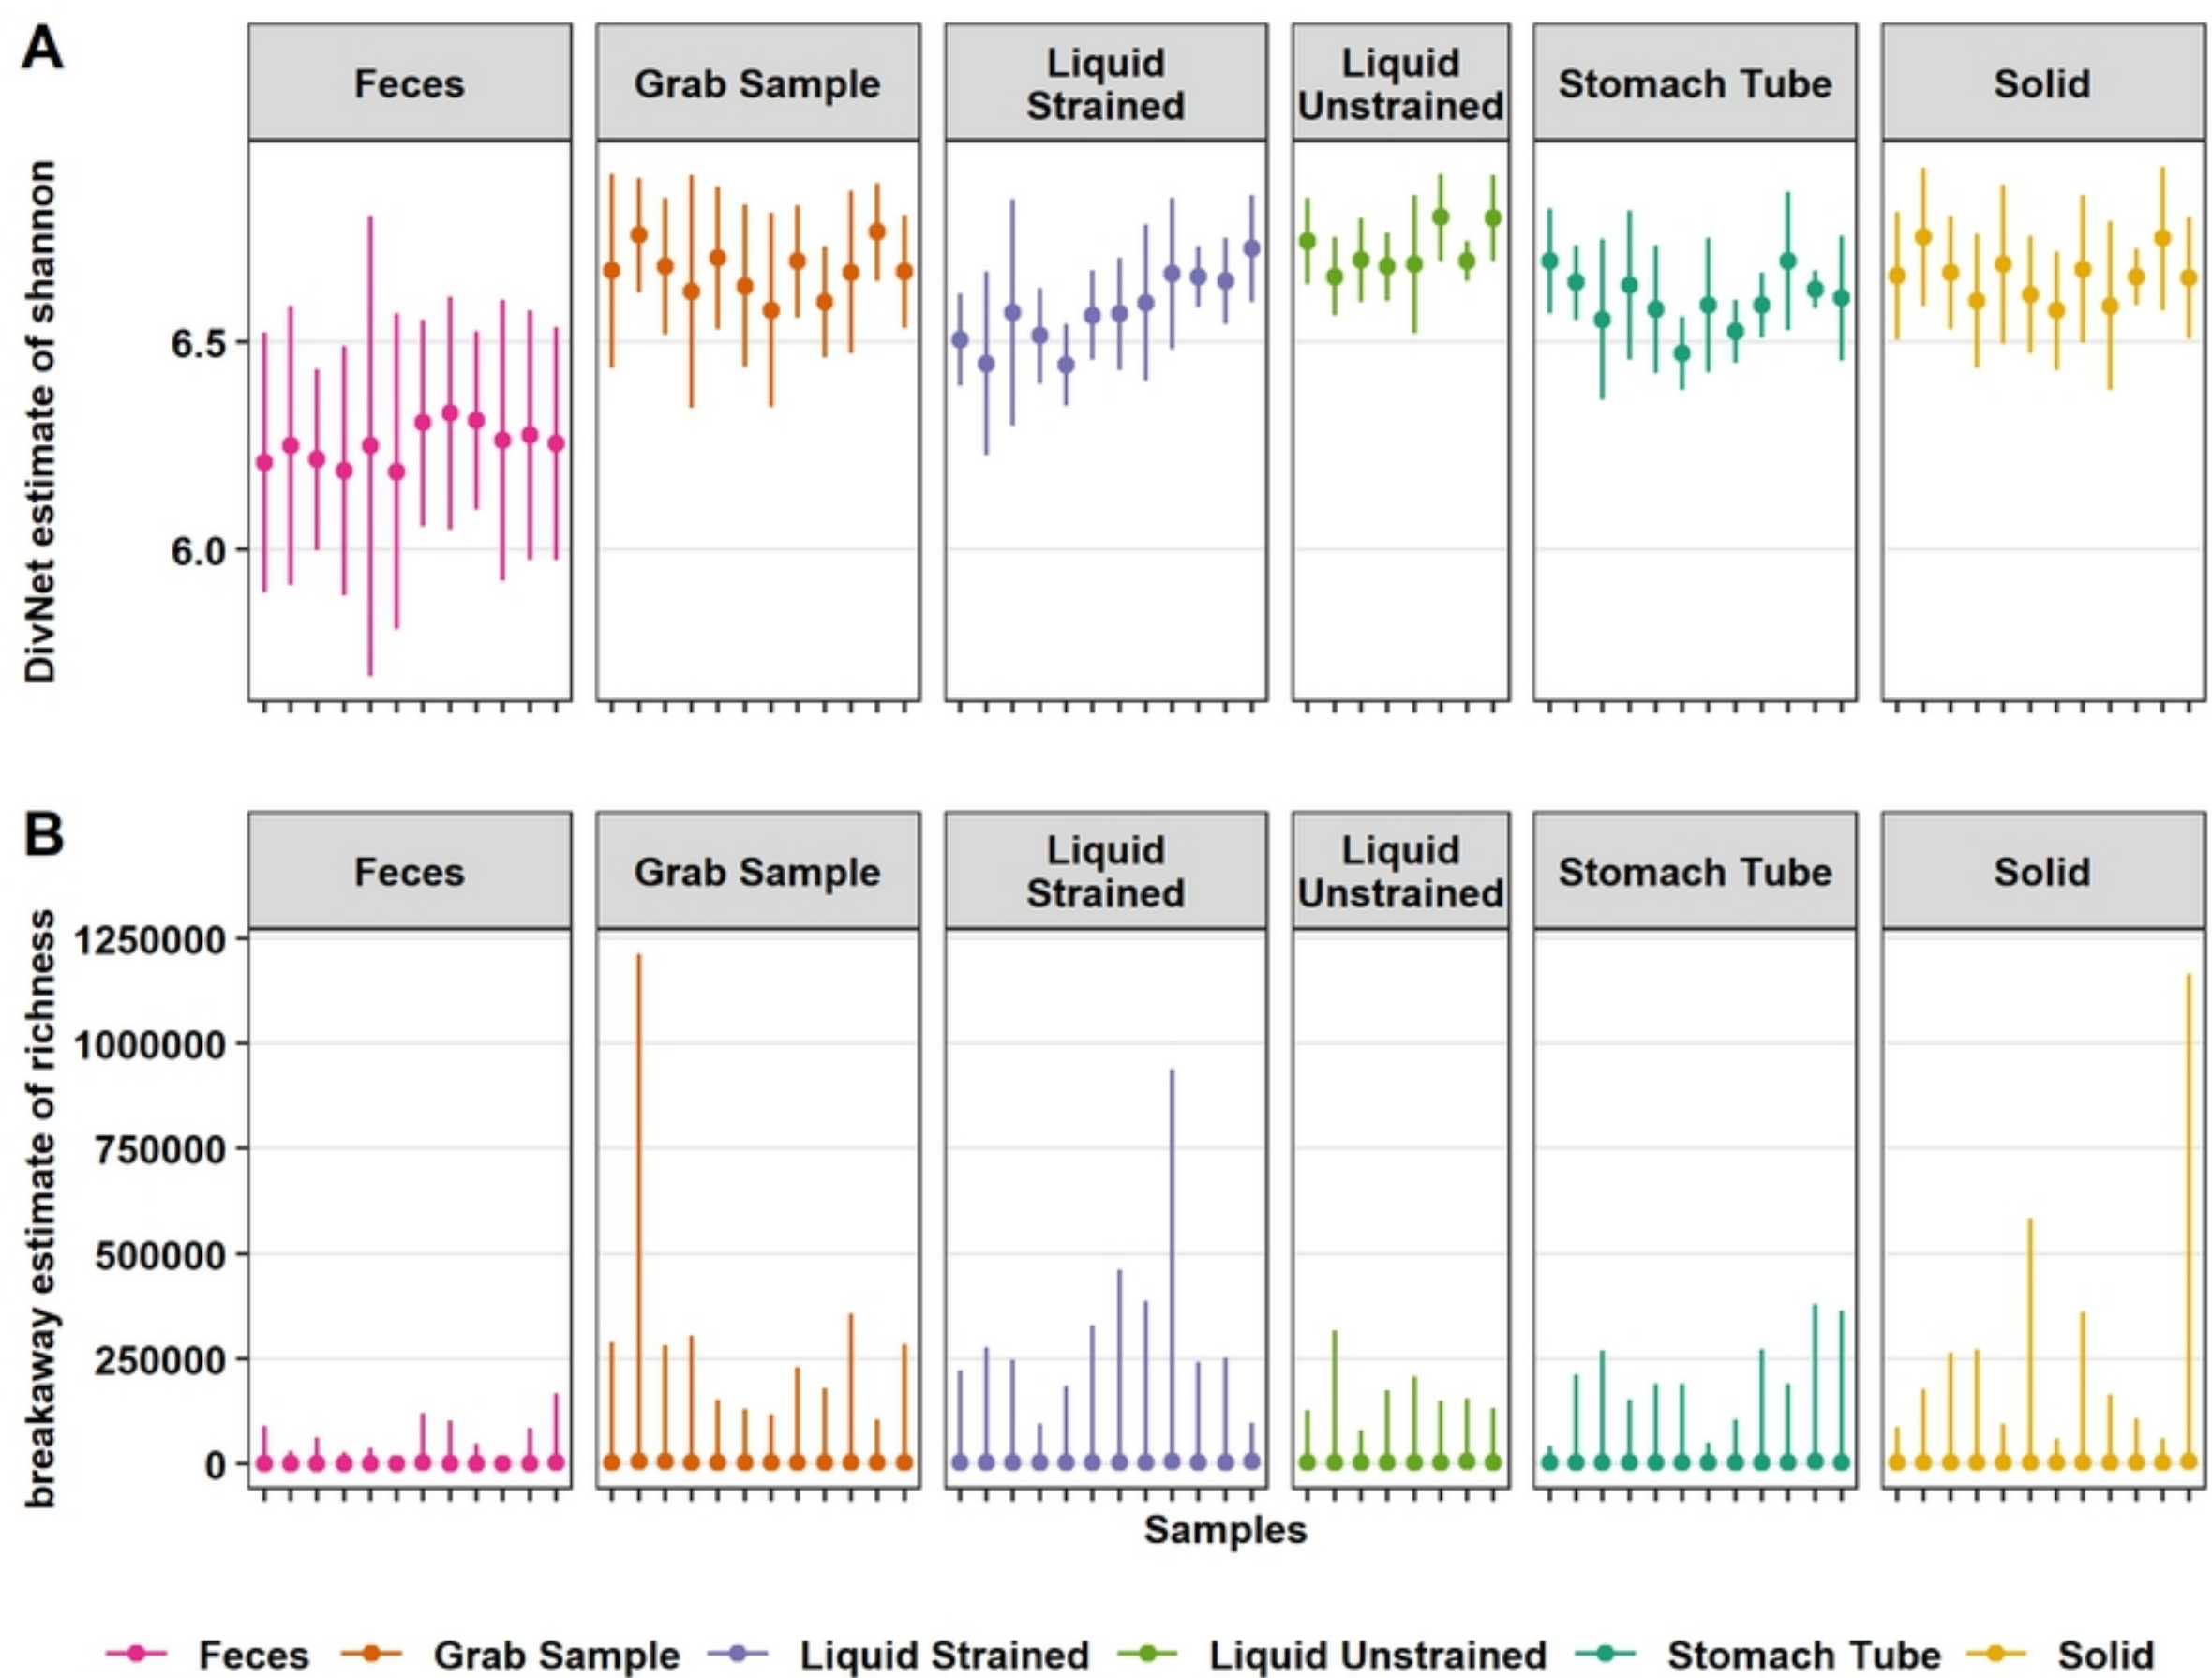 A
Feces
Grab Sample
Liquid
Strained
Liquid
Unstrained
Stomach Tube
Solid
DivNet estimate of shannon
6.5
6.0
B
Feces
Grab Sample
Liquid
Strained
Liquid
Unstrained
Stomach Tube
Solid
breakaway estimate of richness
1250000
1000000
750000
500000
250000
0
Samples
Feces Grab Sample Liquid Strained Liquid Unstrained Stomach Tube Solid